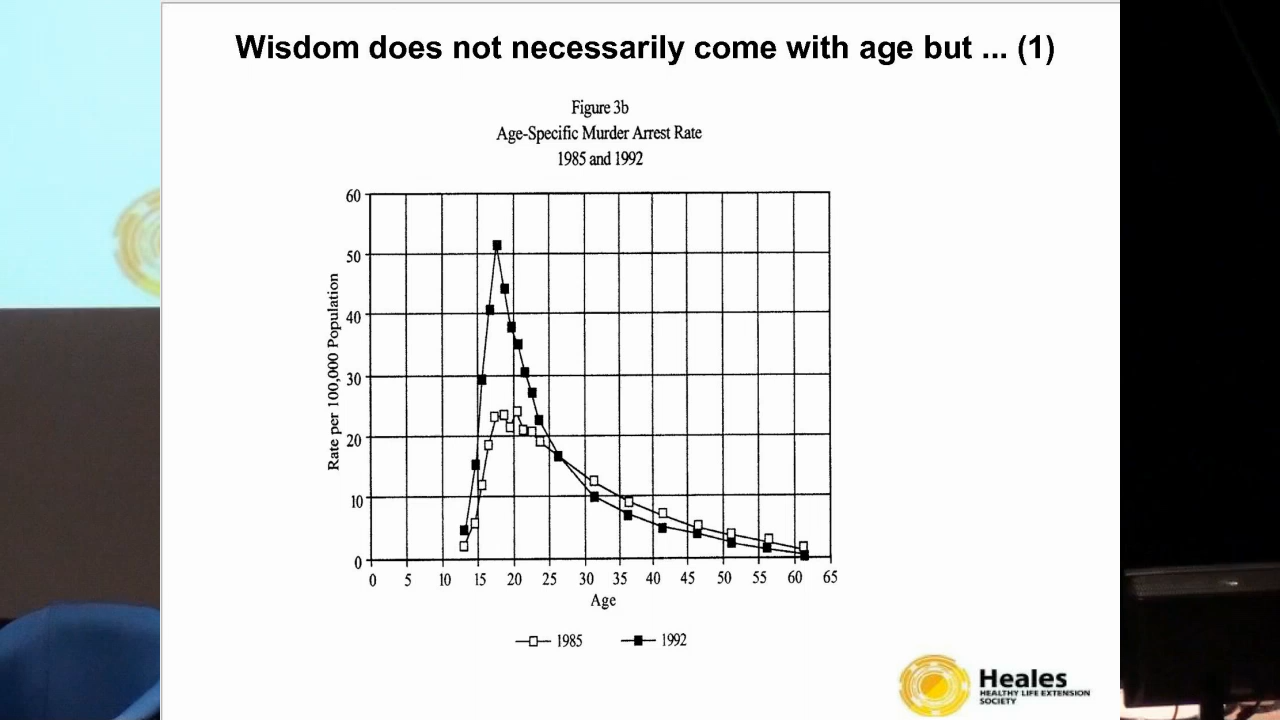 Wisdom does not necessarily come with age but ... (1)
Figure 3b
Age-Specific Murder Arrest Rate
1985 and 1992
60
50
40
30
20
10
0
Rate per 100,000 Population
0 5 10 15 20 25 30 35 40 45 50 55 60 65
Age
1985 1992
Heales
HEALTHY LIFE EXTENSION
SOCIETY